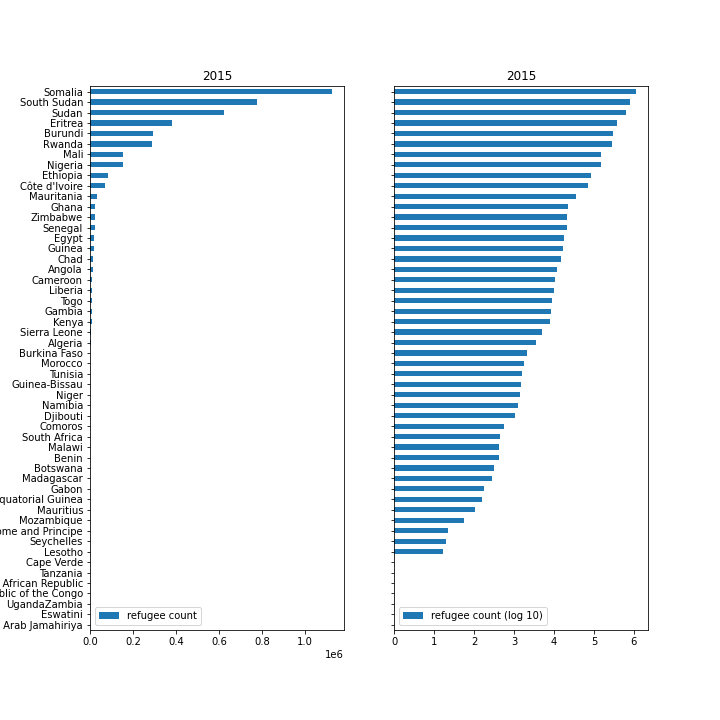 2015
2015
Somalia
South Sudan
Sudan
Eritrea
Burundi
Rwanda
Mali
Nigeria
Ethiopia
Côte d'Ivoire
Mauritania
Ghana
Zimbabwe
Senegal
Egypt
Guinea
Chad
Angola
Cameroon
Liberia
Togo
Gambia
Kenya
Sierra Leone
Algeria
Burkina Faso
Morocco
Tunisia
Guinea-Bissau
Niger
Namibia
Djibouti
Comoros
South Africa
Malawi
Benin
Botswana
Madagascar
Gabon
quatorial Guinea
Mauritius
Mozambique
ome and Principe
Seychelles
Lesotho
Cape Verde
Tanzania
African Republic
blic of the Congo
UgandaZambia
Eswatini
Arab Jamahiriya
refugee count
refugee count (log 10)
0.0 0.2 0.4 0.6 0.8 1.0
1e6
0 1 2 3 4 5 6